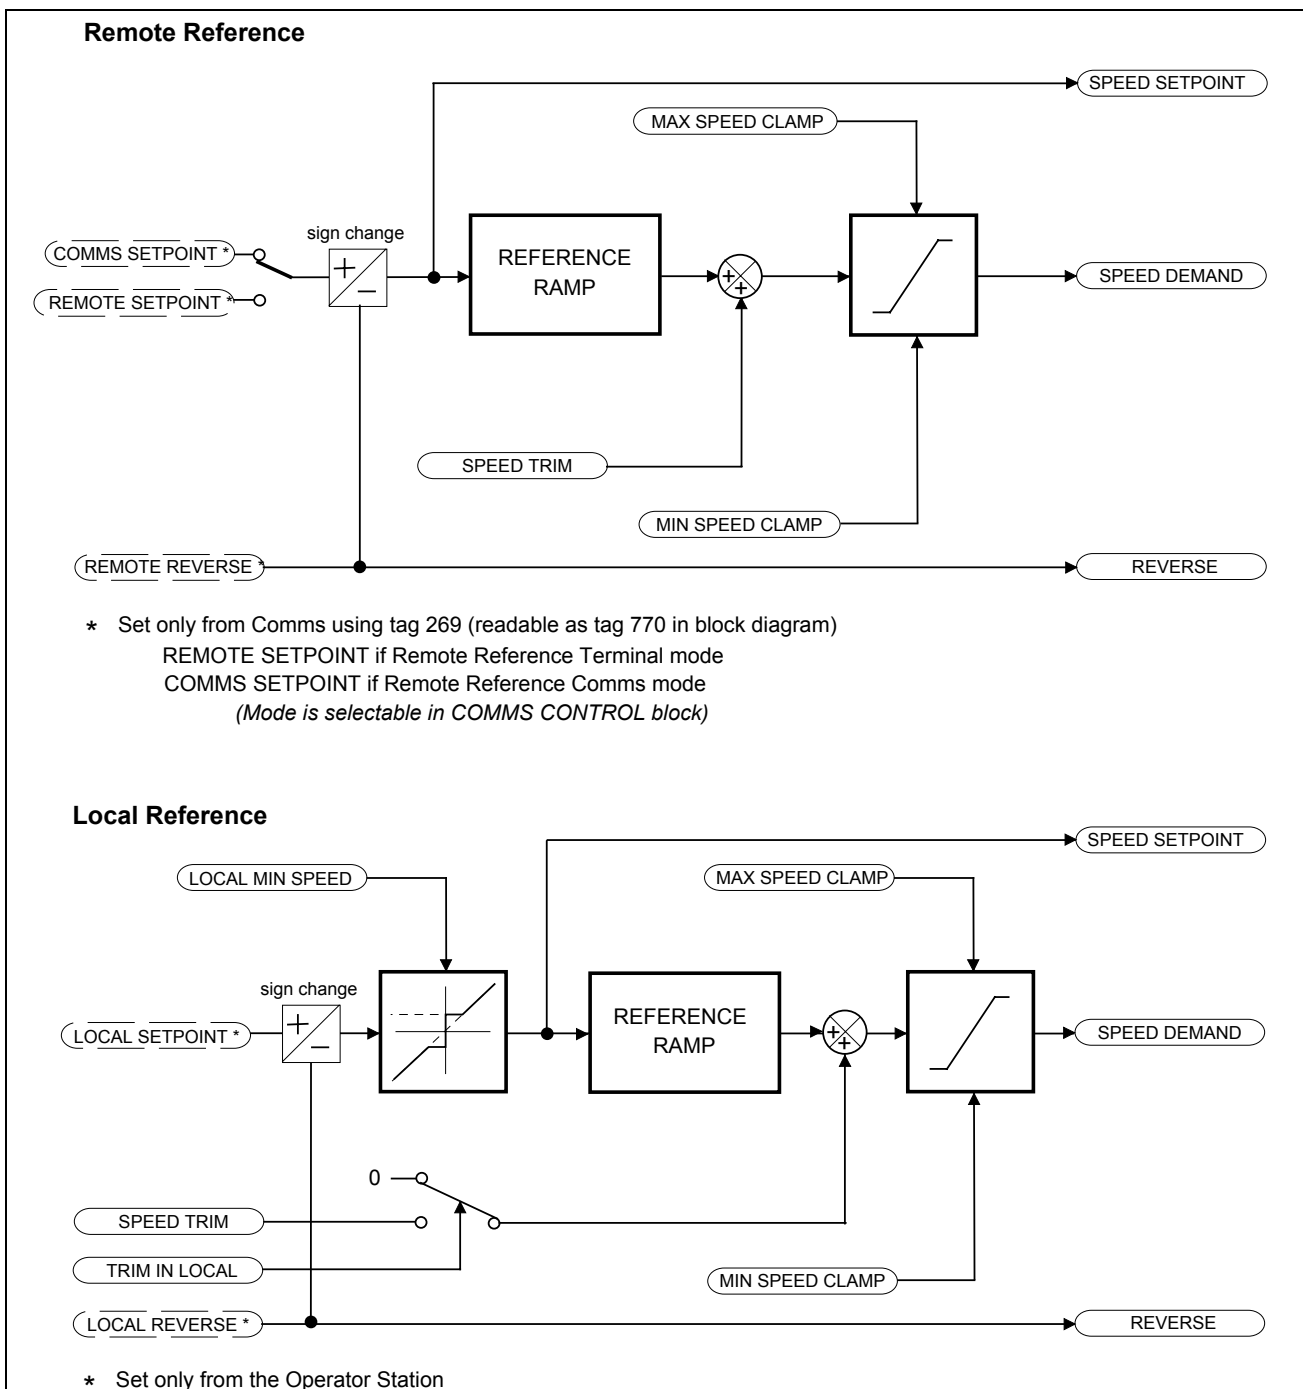 Remote Reference
SPEED SETPOINT
MAX SPEED CLAMP
sign change
COMMS SETPOINT *
+
−
REFERENCE
RAMP
+
+
SPEED DEMAND
REMOTE SETPOINT *
SPEED TRIM
MIN SPEED CLAMP
REMOTE REVERSE *
REVERSE
* Set only from Comms using tag 269 (readable as tag 770 in block diagram)
REMOTE SETPOINT if Remote Reference Terminal mode
COMMS SETPOINT if Remote Reference Comms mode
(Mode is selectable in COMMS CONTROL block)
Local Reference
SPEED SETPOINT
LOCAL MIN SPEED
MAX SPEED CLAMP
sign change
LOCAL SETPOINT *
+
−
REFERENCE
RAMP
+
+
SPEED DEMAND
0
SPEED TRIM
TRIM IN LOCAL
MIN SPEED CLAMP
LOCAL REVERSE *
REVERSE
* Set only from the Operator Station